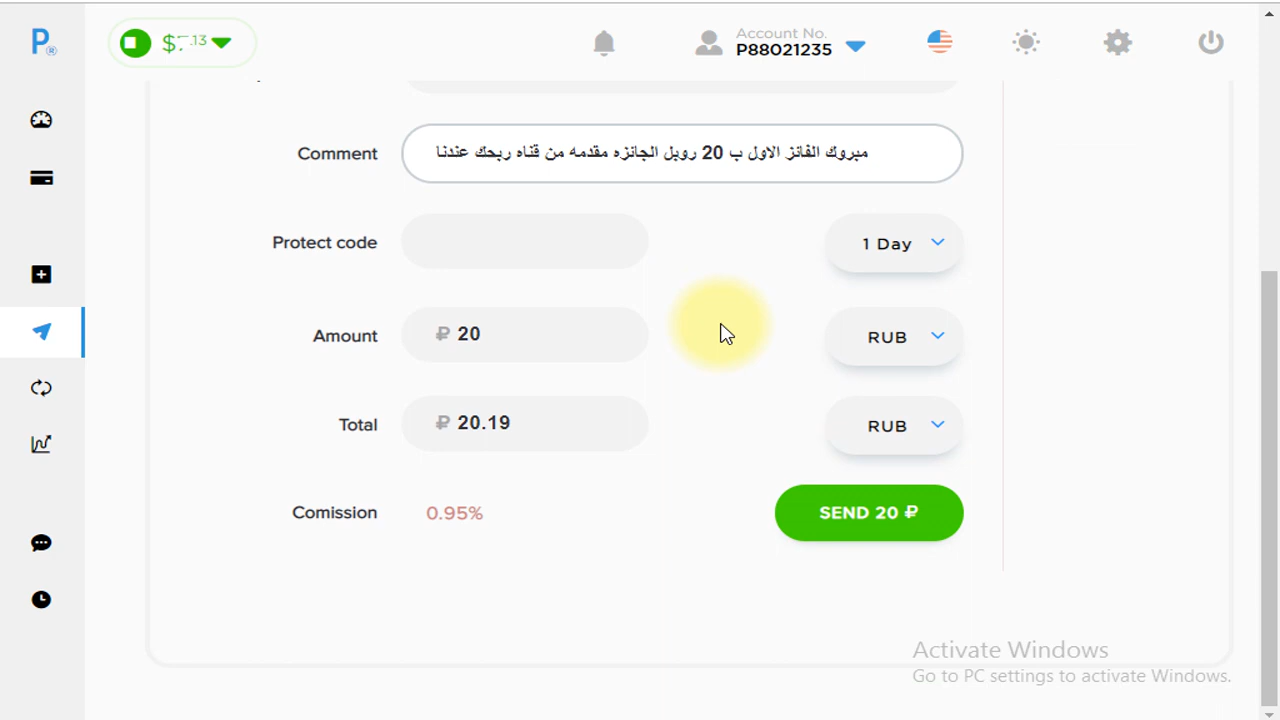 P®
Account No.
P88021235
Comment
مبروك الفائز الاول ب 20 روبل الجائزه مقدمه من قناه ربحك عندنا
Protect code
1 Day
Amount
₽ 20
RUB
Total
₽ 20.19
RUB
Comission
0.95%
SEND 20 ₽
Activate Windows
Go to PC settings to activate Windows.